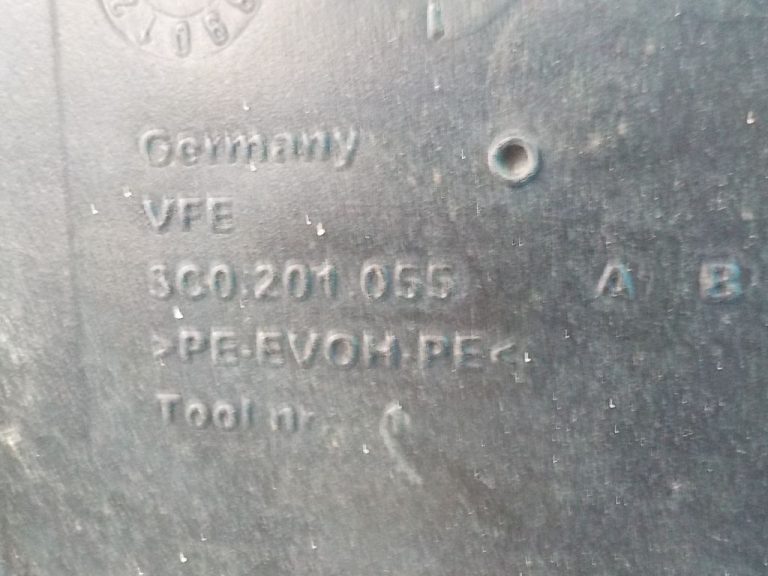 Germany
VFE
3C0.201.055 A B
>PE-EVOH-PE<
Tool nr.